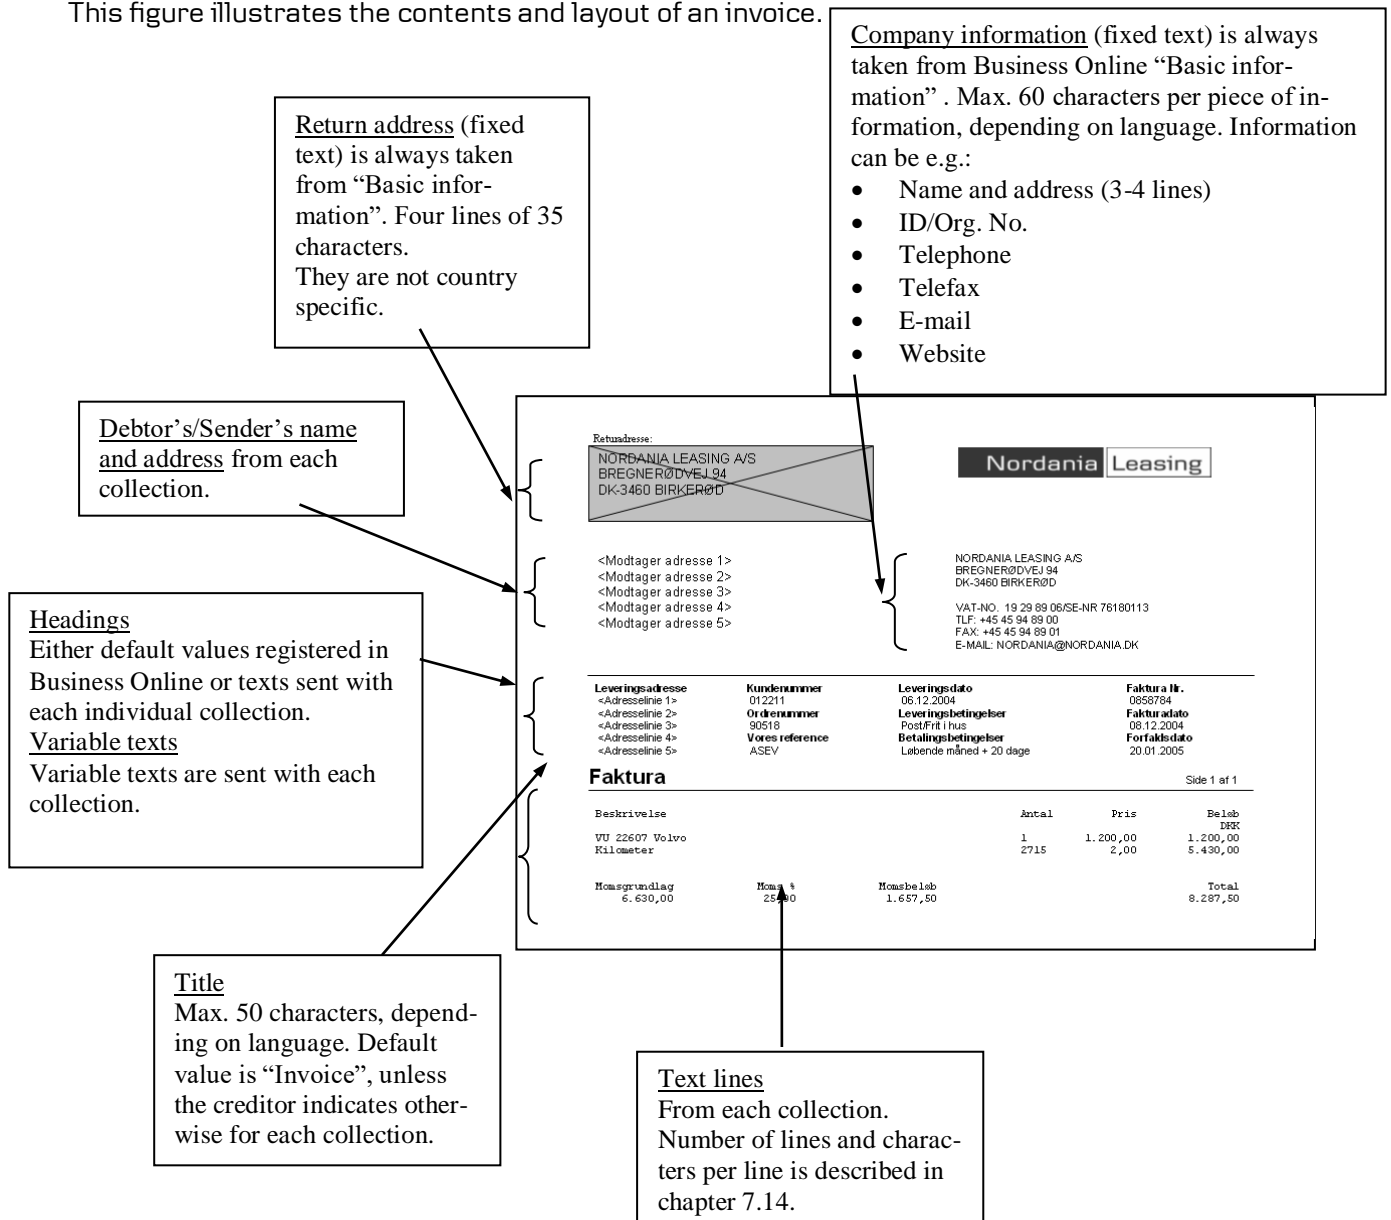 This figure illustrates the contents and layout of an invoice.
Company information (fixed text) is always
taken from Business Online “Basic infor-
mation” . Max. 60 characters per piece of in-
formation, depending on language. Information
can be e.g.:
• Name and address (3-4 lines)
• ID/Org. No.
• Telephone
• Telefax
• E-mail
• Website
Return address (fixed
text) is always taken
from “Basic infor-
mation”. Four lines of 35
characters.
They are not country
specific.
Debtor’s/Sender’s name
and address from each
collection.
Headings
Either default values registered in
Business Online or texts sent with
each individual collection.
Variable texts
Variable texts are sent with each
collection.
Returadresse:
NORDANIA LEASING A/S
BREGNERØDVEJ 94
DK-3460 BIRKERØD
Nordania Leasing
<Modtager adresse 1>
<Modtager adresse 2>
<Modtager adresse 3>
<Modtager adresse 4>
<Modtager adresse 5>
NORDANIA LEASING A/S
BREGNERØDVEJ 94
DK-3460 BIRKERØD
VAT-NO. 19 29 89 06/SE-NR 76180113
TLF: +45 45 94 89 00
FAX: +45 45 94 89 01
E-MAIL: NORDANIA@NORDANIA.DK
Leveringsadresse Kundenummer Leveringsdato Faktura Nr.
<Adresselinie 1> 012211 06.12.2004 0858784
<Adresselinie 2> Ordrenummer Leveringsbetingelser Fakturadato
<Adresselinie 3> 90518 Post/Frit i hus 08.12.2004
<Adresselinie 4> Vores reference Betalingsbetingelser Forfaldsdato
<Adresselinie 5> ASEV Løbende måned + 20 dage 20.01.2005
Faktura Side 1 af 1
Beskrivelse Antal Pris Beløb
DKK
VU 22607 Volvo 1 1.200,00 1.200,00
Kilometer 2715 2,00 5.430,00
Momsgrundlag Moms % Momsbeløb Total
6.630,00 25,00 1.657,50 8.287,50
Title
Max. 50 characters, depend-
ing on language. Default
value is “Invoice”, unless
the creditor indicates other-
wise for each collection.
Text lines
From each collection.
Number of lines and charac-
ters per line is described in
chapter 7.14.